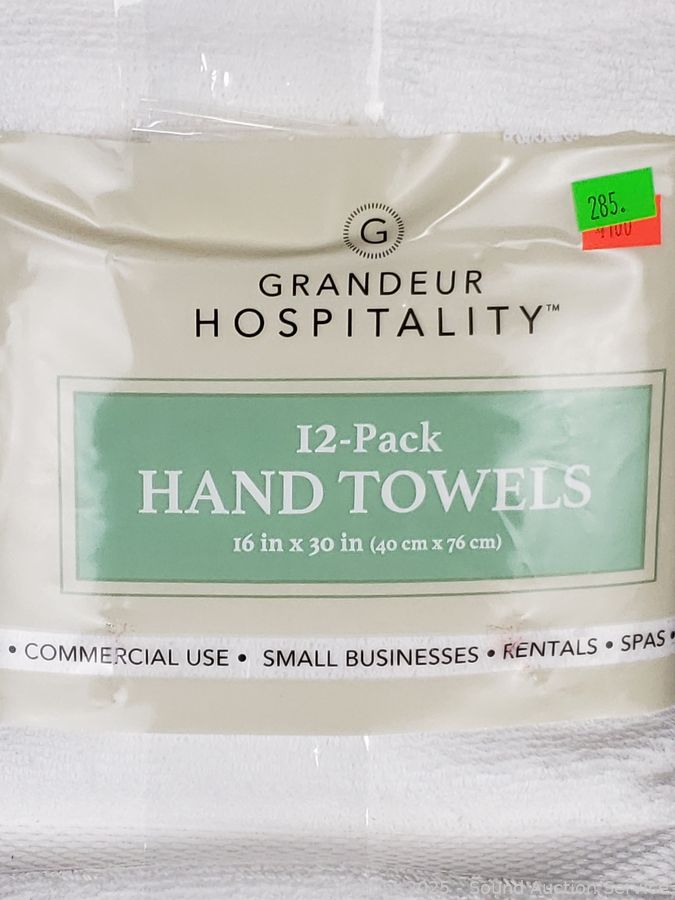 285.
G
GRANDEUR
HOSPITALITY™
12-Pack
HAND TOWELS
16 in x 30 in (40 cm x 76 cm)
• COMMERCIAL USE • SMALL BUSINESSES • RENTALS • SPAS •
2025 - Sound Auction Service